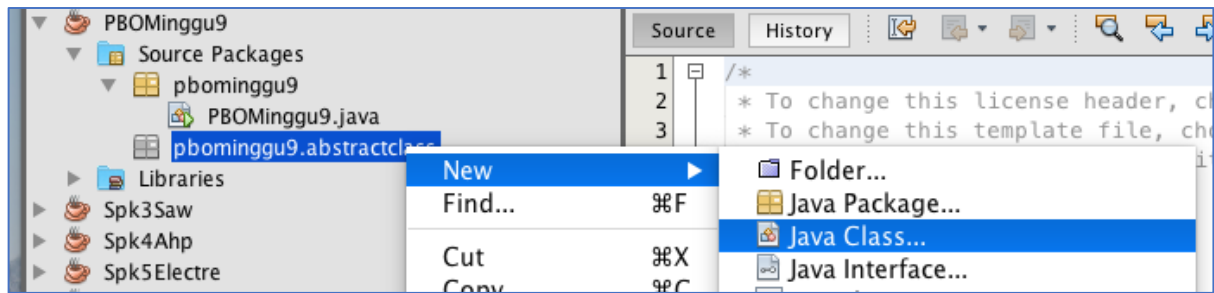 PBOMinggu9
Source Packages
pbominggu9
PBOMinggu9.java
pbominggu9.abstractclass
Libraries
Spk3Saw
Spk4Ahp
Spk5Electre
Source History
1 /*
2 * To change this license header, ch
3 * To change this template file, cho
New
Find... ⌘F
Cut ⌘X
Copy ⌘C
Folder...
Java Package...
Java Class...
Java Interface...